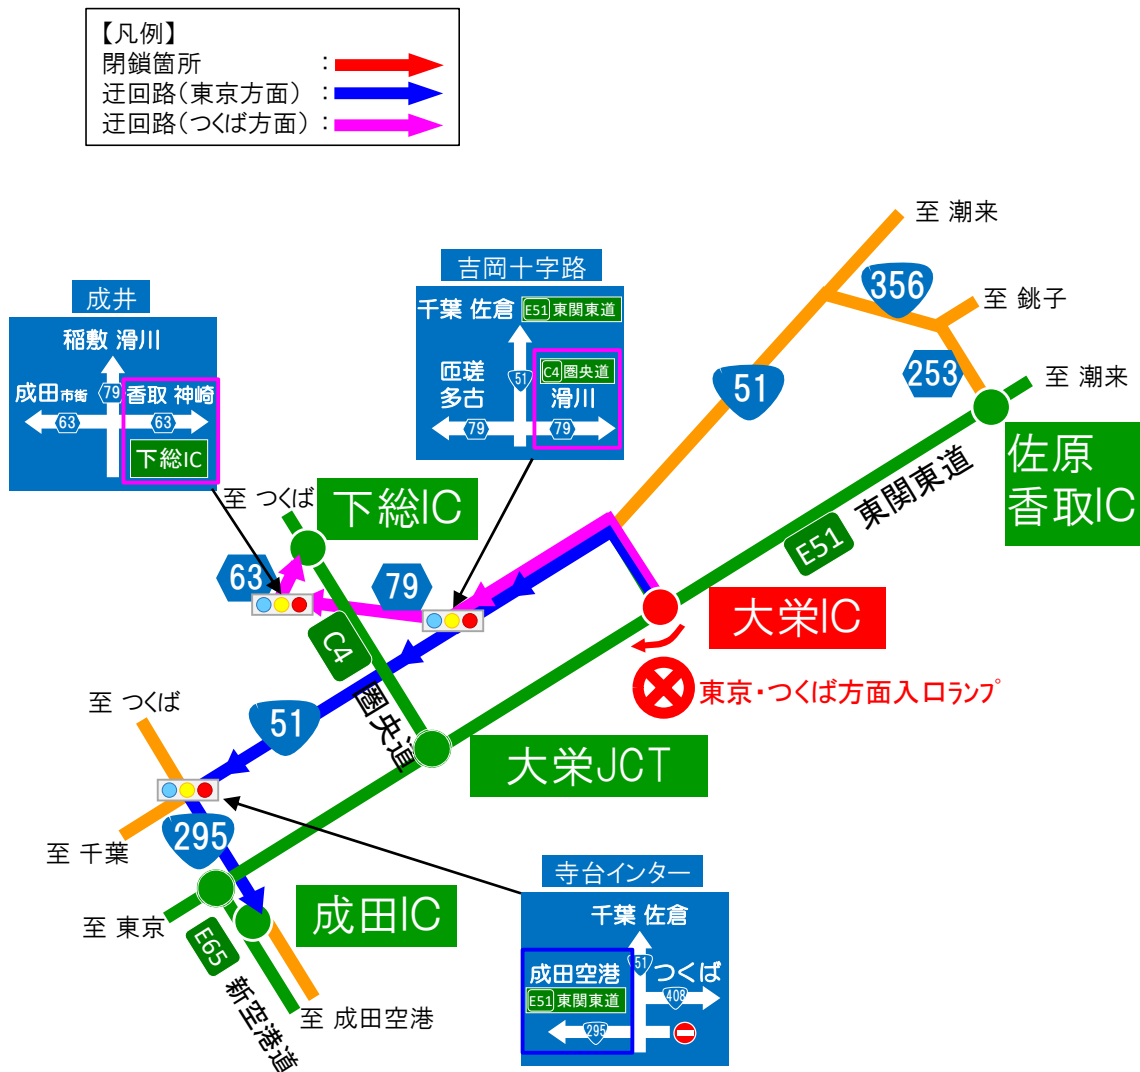 【凡例】
閉鎖箇所 :
迂回路(東京方面) :
迂回路(つくば方面) :
至 潮来
356
至 銚子
253
至 潮来
51
佐原
香取IC
E51 東関東道
吉岡十字路
千葉 佐倉 E51 東関東道
匝瑳
多古
51
C4 圏央道
滑川
79
79
成井
稲敷 滑川
成田市街
79
香取 神崎
63
63
下総IC
至 つくば
下総IC
63
79
大栄IC
東京・つくば方面入口ランプ
C4
圏央道
大栄JCT
至 つくば
51
295
至 千葉
至 東京
成田IC
E65
新空港道
至 成田空港
寺台インター
千葉 佐倉
成田空港
51
つくば
E51 東関東道
408
295